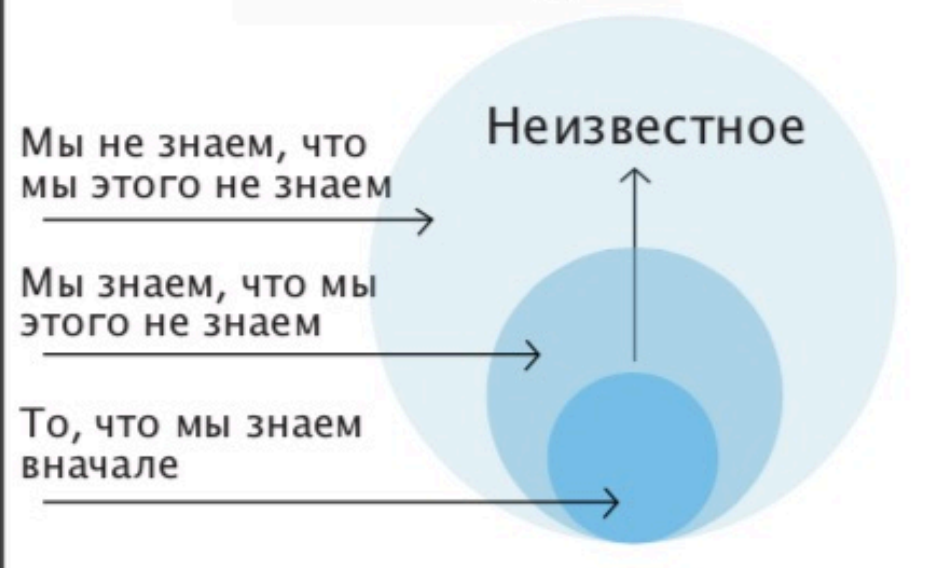 Неизвестное
Мы не знаем, что
мы этого не знаем
Мы знаем, что мы
этого не знаем
То, что мы знаем
вначале